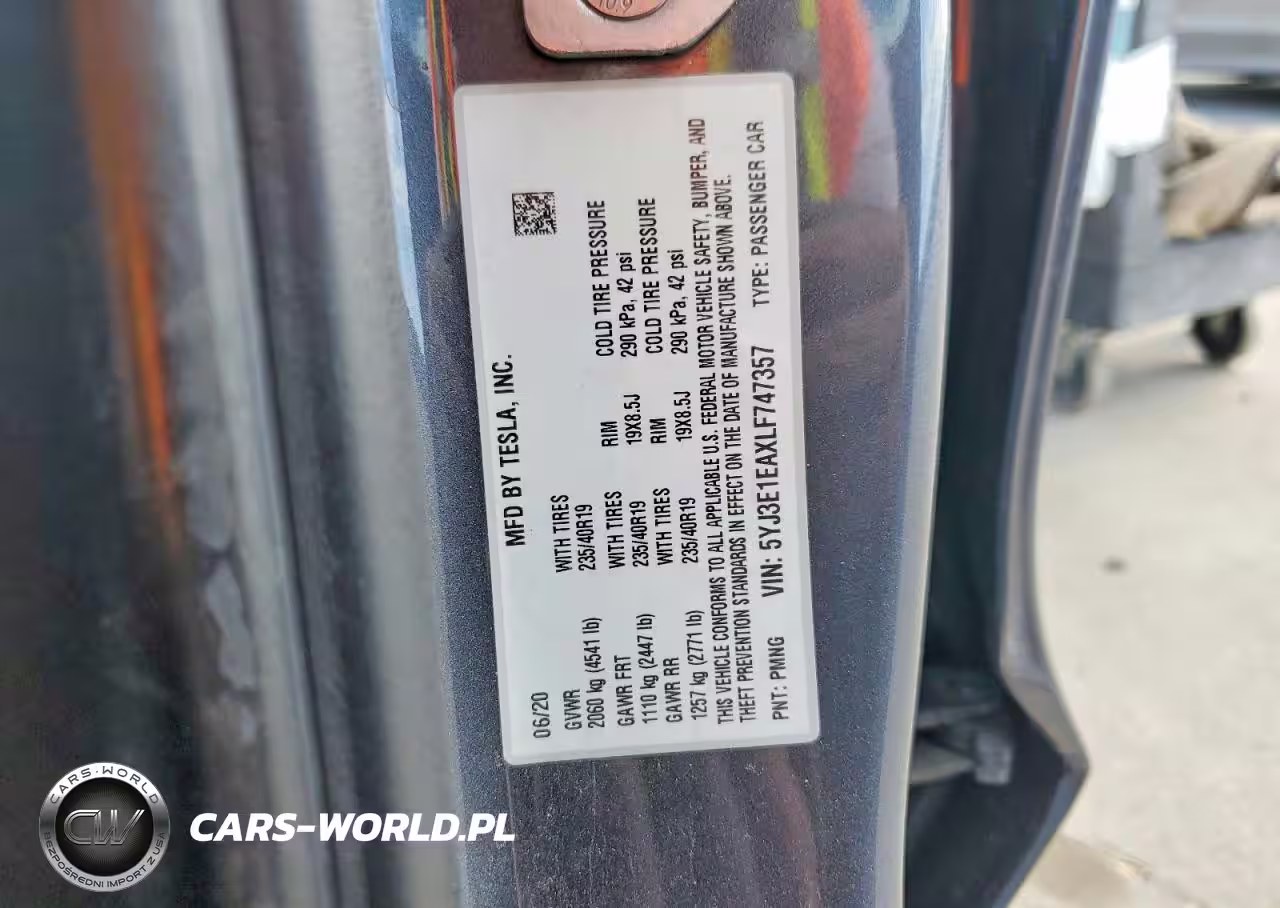 MFD BY TESLA, INC.
06/20
GVWR WITH TIRES
2060 kg (4541 lb) 235/40R19
GAWR FRT WITH TIRES RIM COLD TIRE PRESSURE
1110 kg (2447 lb) 235/40R19 19X8.5J 290 kPa, 42 psi
GAWR RR WITH TIRES RIM COLD TIRE PRESSURE
1257 kg (2771 lb) 235/40R19 19X8.5J 290 kPa, 42 psi
THIS VEHICLE CONFORMS TO ALL APPLICABLE U.S. FEDERAL MOTOR VEHICLE SAFETY, BUMPER, AND
THEFT PREVENTION STANDARDS IN EFFECT ON THE DATE OF MANUFACTURE SHOWN ABOVE.
PNT: PMNG VIN: 5YJ3E1EAXLF747357 TYPE: PASSENGER CAR
CARS-WORLD
CW
BEZPOŚREDNI IMPORT Z USA
CARS-WORLD.PL